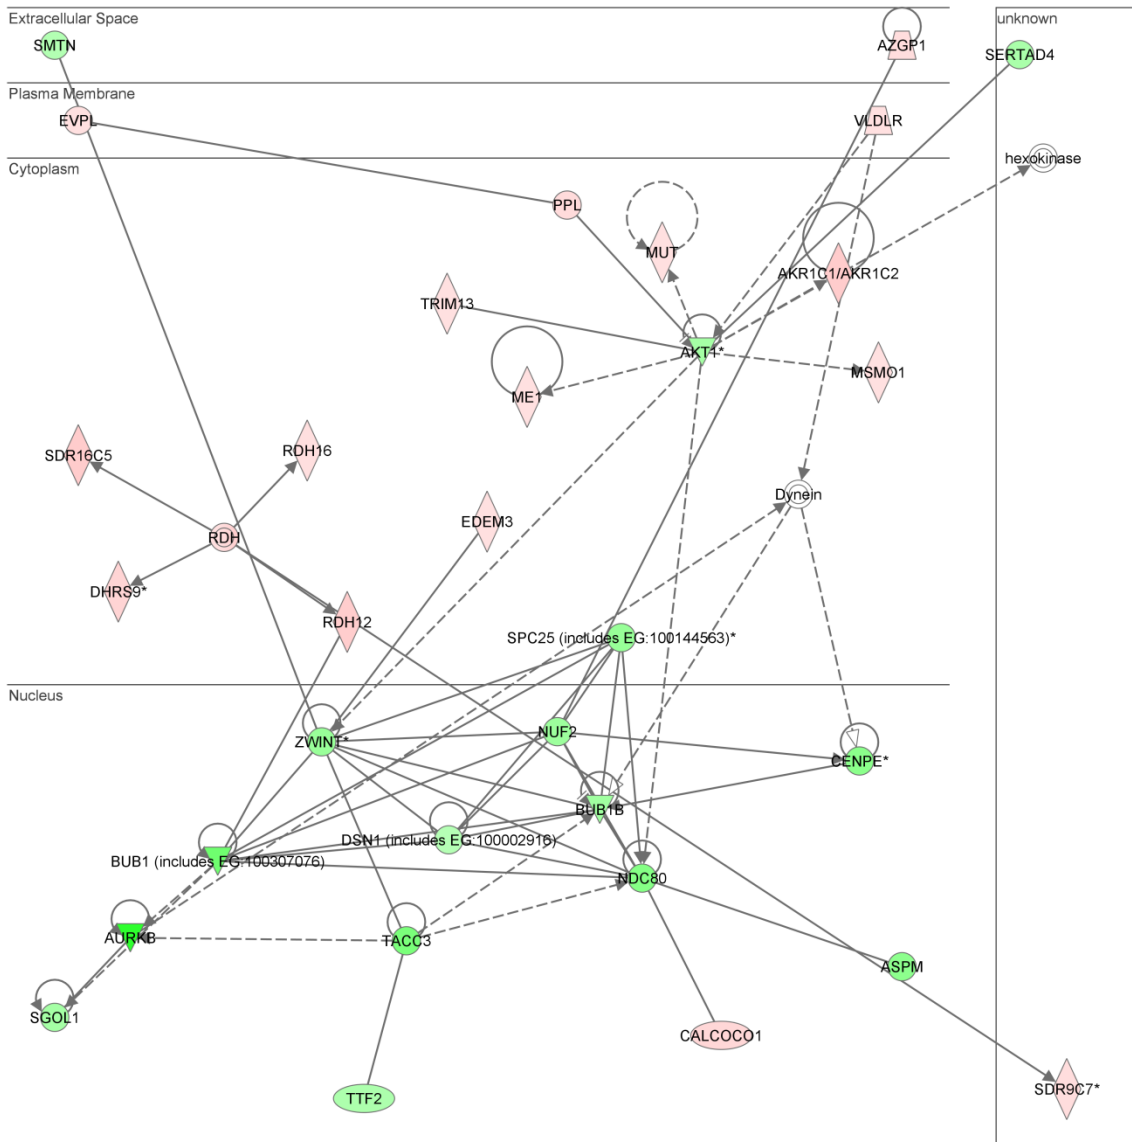 Extracellular Space
unknown
SMTN
AZGP1
SERTAD4
Plasma Membrane
EVPL
VLDLR
Cytoplasm
hexokinase
PPL
MUT
AKR1C1/AKR1C2
TRIM13
AKT1*
MSMO1
ME1
SDR16C5
RDH16
Dynein
EDEM3
RDH
DHRS9*
RDH12
SPC25 (includes EG:100144563)*
Nucleus
ZWINT*
NUF2
CENPE*
BUB1B
DSN1 (includes EG:100002916)
BUB1 (includes EG:100307076)
NDC80
AURKB
TACC3
ASPM
SGOL1
CALCOCO1
SDR9C7*
TTF2